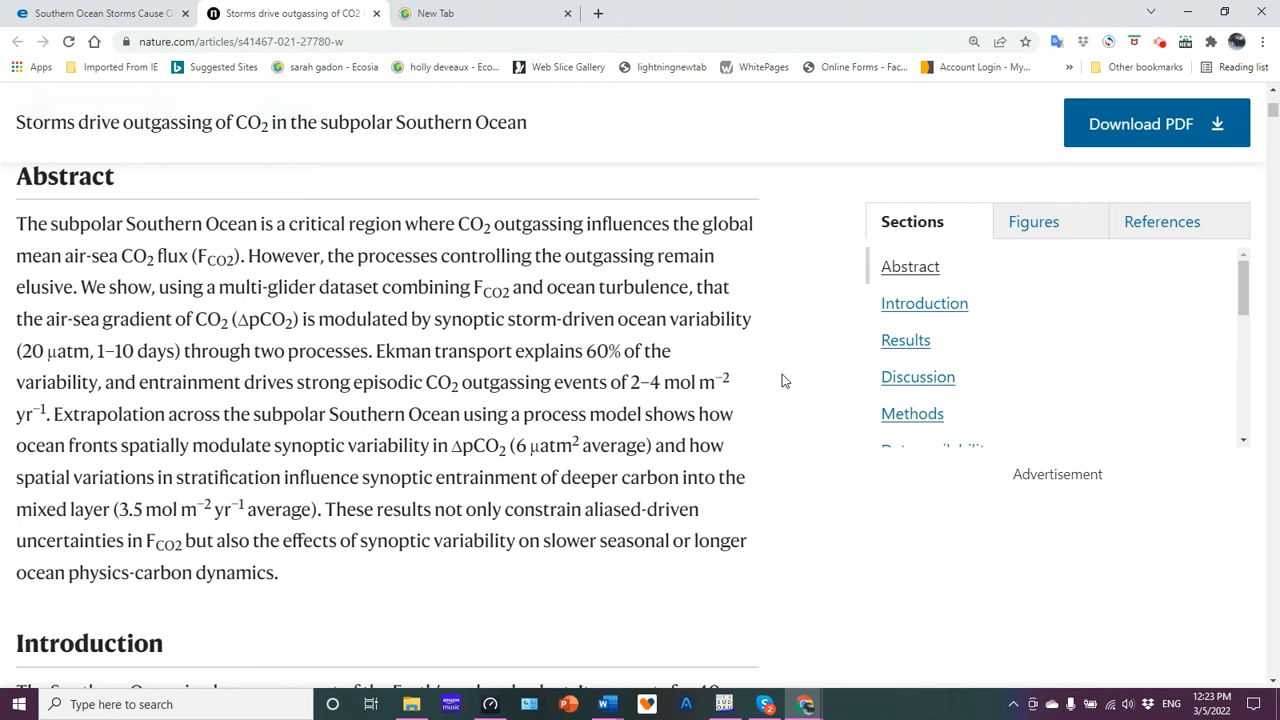 Southern Ocean Storms Cause O
Storms drive outgassing of CO2
New Tab
nature.com/articles/s41467-021-27780-w
Apps
Imported From IE
Suggested Sites
sarah gadon - Ecosia
holly deveaux - Eco...
Web Slice Gallery
lightningnewtab
WhitePages
Online Forms - Fac...
Account Login - My...
»
Other bookmarks
Reading list
Storms drive outgassing of CO₂ in the subpolar Southern Ocean
Download PDF
Abstract
The subpolar Southern Ocean is a critical region where CO₂ outgassing influences the global
mean air-sea CO₂ flux (F_CO2). However, the processes controlling the outgassing remain
elusive. We show, using a multi-glider dataset combining F_CO2 and ocean turbulence, that
the air-sea gradient of CO₂ (ΔpCO₂) is modulated by synoptic storm-driven ocean variability
(20 µatm, 1–10 days) through two processes. Ekman transport explains 60% of the
variability, and entrainment drives strong episodic CO₂ outgassing events of 2–4 mol m⁻²
yr⁻¹. Extrapolation across the subpolar Southern Ocean using a process model shows how
ocean fronts spatially modulate synoptic variability in ΔpCO₂ (6 µatm² average) and how
spatial variations in stratification influence synoptic entrainment of deeper carbon into the
mixed layer (3.5 mol m⁻² yr⁻¹ average). These results not only constrain aliased-driven
uncertainties in F_CO2 but also the effects of synoptic variability on slower seasonal or longer
ocean physics-carbon dynamics.
Introduction
Sections
Figures
References
Abstract
Introduction
Results
Discussion
Methods
Advertisement
Type here to search
ENG
12:23 PM
3/5/2022